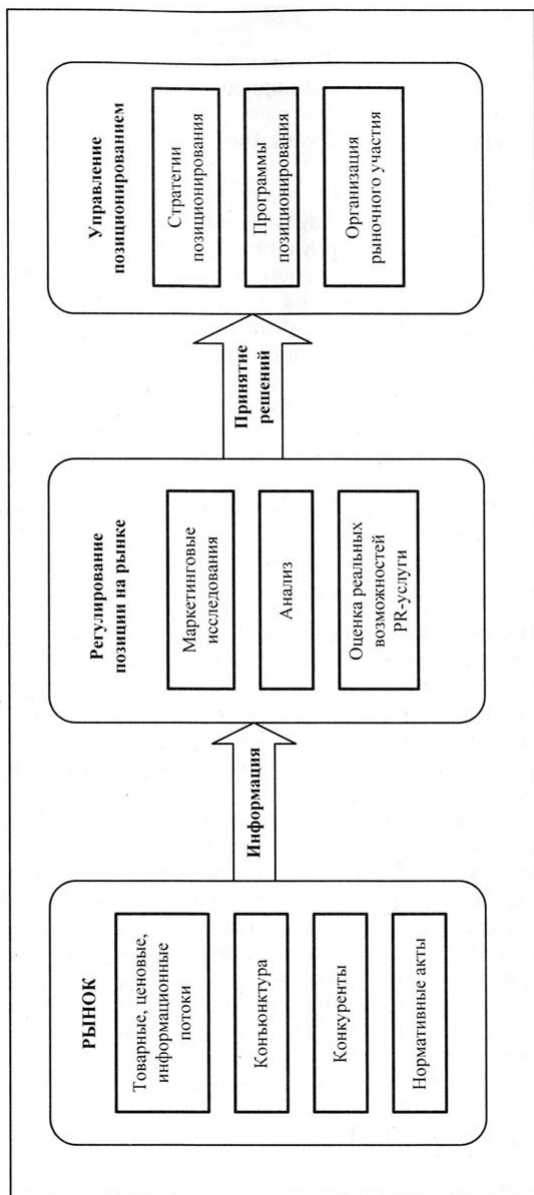 РЫНОК
Товарные, ценовые,
информационные
потоки
Конъюнктура
Конкуренты
Нормативные акты
Информация
Регулирование
позиции на рынке
Маркетинговые
исследования
Анализ
Оценка реальных
возможностей
PR-услуги
Принятие
решений
Управление
позиционированием
Стратегии
позиционирования
Программы
позиционирования
Организация
рыночного участия